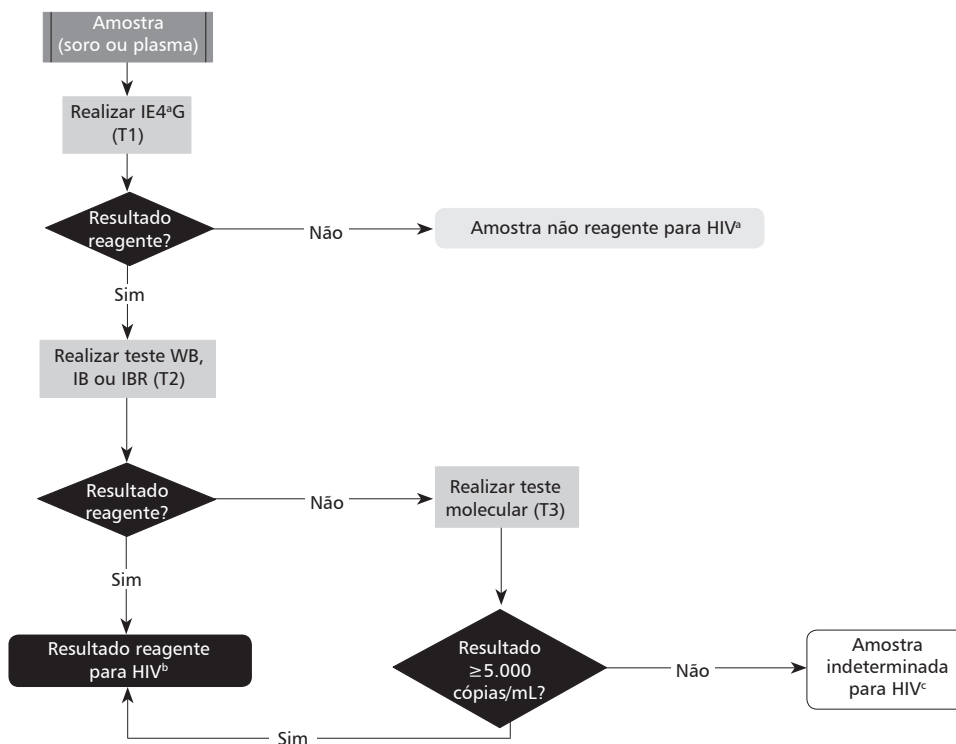 Amostra
(soro ou plasma)
Realizar IE4ªG
(T1)
Resultado
reagente?
Não
Amostra não reagente para HIVᵃ
Sim
Realizar teste WB,
IB ou IBR (T2)
Resultado
reagente?
Não
Realizar teste
molecular (T3)
Sim
Resultado reagente
para HIVᵇ
Resultado
≥5.000
cópias/mL?
Não
Amostra
indeterminada
para HIVᶜ
Sim